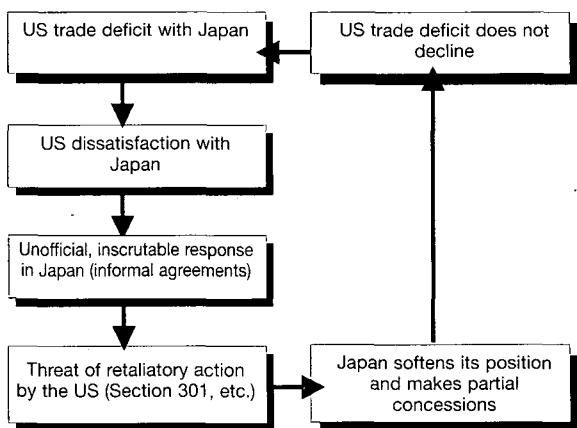 US trade deficit with Japan
US trade deficit does not
decline
US dissatisfaction with
Japan
Unofficial, inscrutable response
in Japan (informal agreements)
Threat of retaliatory action
by the US (Section 301, etc.)
Japan softens its position
and makes partial
concessions